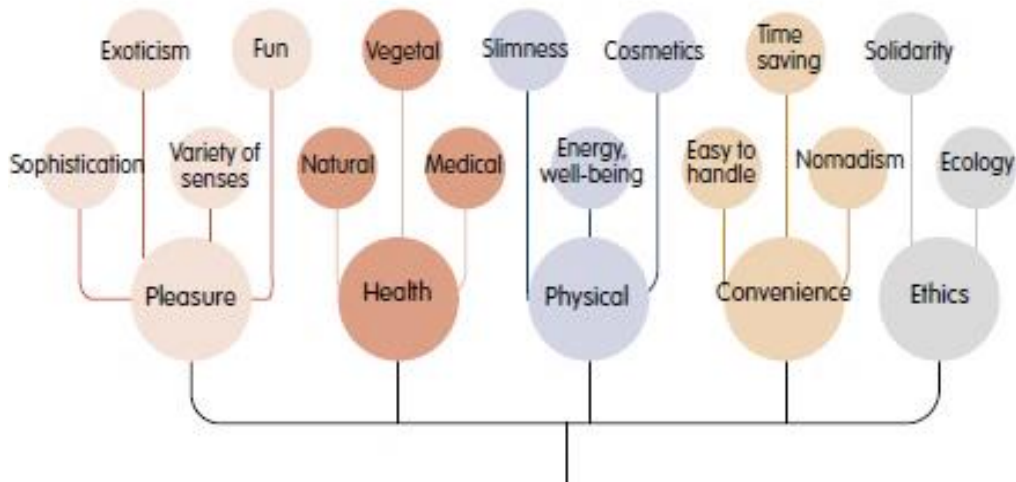 Exoticism
Fun
Vegetal
Slimness
Cosmetics
Time
saving
Solidarity
Sophistication
Variety of
senses
Natural
Medical
Energy,
well-being
Easy to
handle
Nomadism
Ecology
Pleasure
Health
Physical
Convenience
Ethics